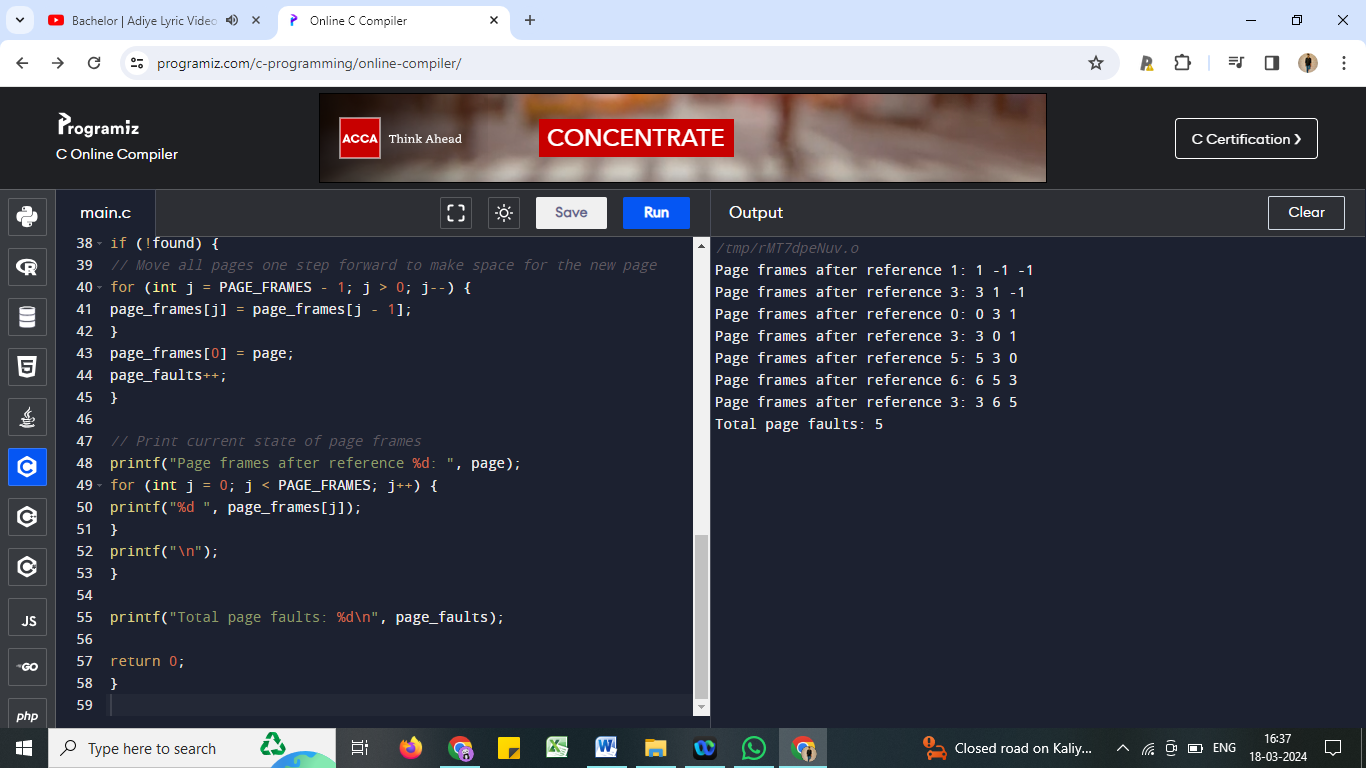 Bachelor | Adiye Lyric Video
Online C Compiler
programiz.com/c-programming/online-compiler/
Programiz
C Online Compiler
ACCA Think Ahead
CONCENTRATE
C Certification ❯
main.c
Save
Run
Output
Clear
38 if (!found) {
39 // Move all pages one step forward to make space for the new page
40 for (int j = PAGE_FRAMES - 1; j > 0; j--) {
41 page_frames[j] = page_frames[j - 1];
42 }
43 page_frames[0] = page;
44 page_faults++;
45 }
46
47 // Print current state of page frames
48 printf("Page frames after reference %d: ", page);
49 for (int j = 0; j < PAGE_FRAMES; j++) {
50 printf("%d ", page_frames[j]);
51 }
52 printf("\n");
53 }
54
55 printf("Total page faults: %d\n", page_faults);
56
57 return 0;
58 }
59
/tmp/rMT7dpeNuv.o
Page frames after reference 1: 1 -1 -1
Page frames after reference 3: 3 1 -1
Page frames after reference 0: 0 3 1
Page frames after reference 3: 3 0 1
Page frames after reference 5: 5 3 0
Page frames after reference 6: 6 5 3
Page frames after reference 3: 3 6 5
Total page faults: 5
JS
GO
php
Type here to search
Closed road on Kaliy...
ENG
16:37
18-03-2024